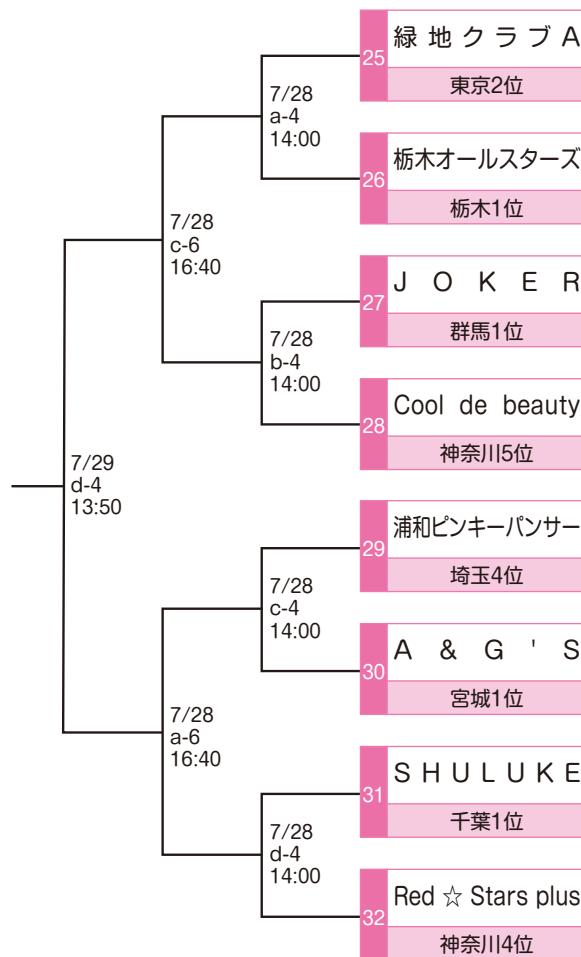 25
緑地クラブA
東京2位
7/28
a-4
14:00
26
栃木オールスターズ
栃木1位
7/28
c-6
16:40
27
JOKER
群馬1位
7/28
b-4
14:00
28
Cool de beauty
神奈川5位
7/29
d-4
13:50
29
浦和ピンキーパンサー
埼玉4位
7/28
c-4
14:00
30
A&G'S
宮城1位
7/28
a-6
16:40
31
SHULUKE
千葉1位
7/28
d-4
14:00
32
Red ☆ Stars plus
神奈川4位